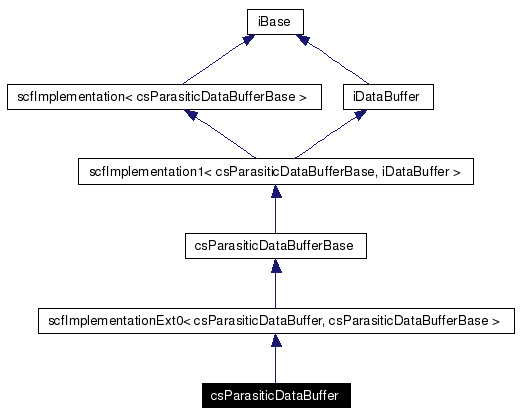 iBase
scfImplementation< csParasiticDataBufferBase >
iDataBuffer
scfImplementation1< csParasiticDataBufferBase, iDataBuffer >
csParasiticDataBufferBase
scfImplementationExt0< csParasiticDataBuffer, csParasiticDataBufferBase >
csParasiticDataBuffer